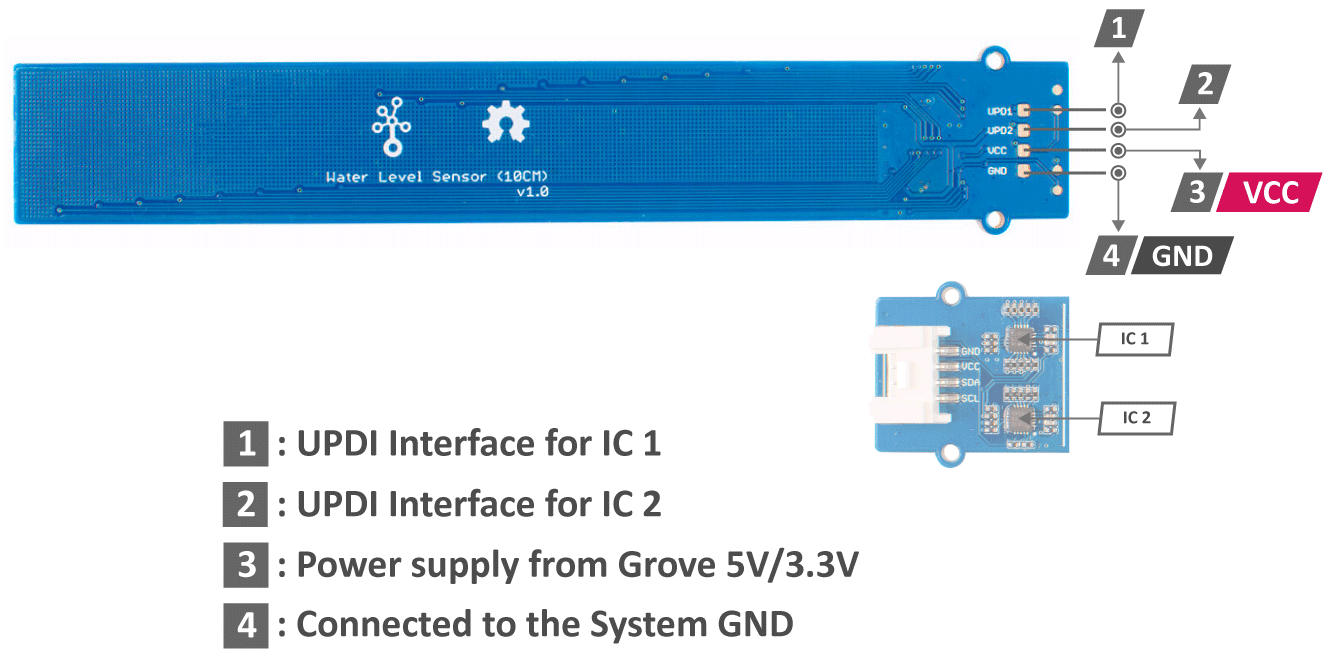 1
UPD1
2
UPD2
VCC
GND
Water Level Sensor (10CM)
v1.0
3 VCC
4 GND
GND
VCC
SDA
SCL
IC 1
IC 2
1 : UPDI Interface for IC 1
2 : UPDI Interface for IC 2
3 : Power supply from Grove 5V/3.3V
4 : Connected to the System GND